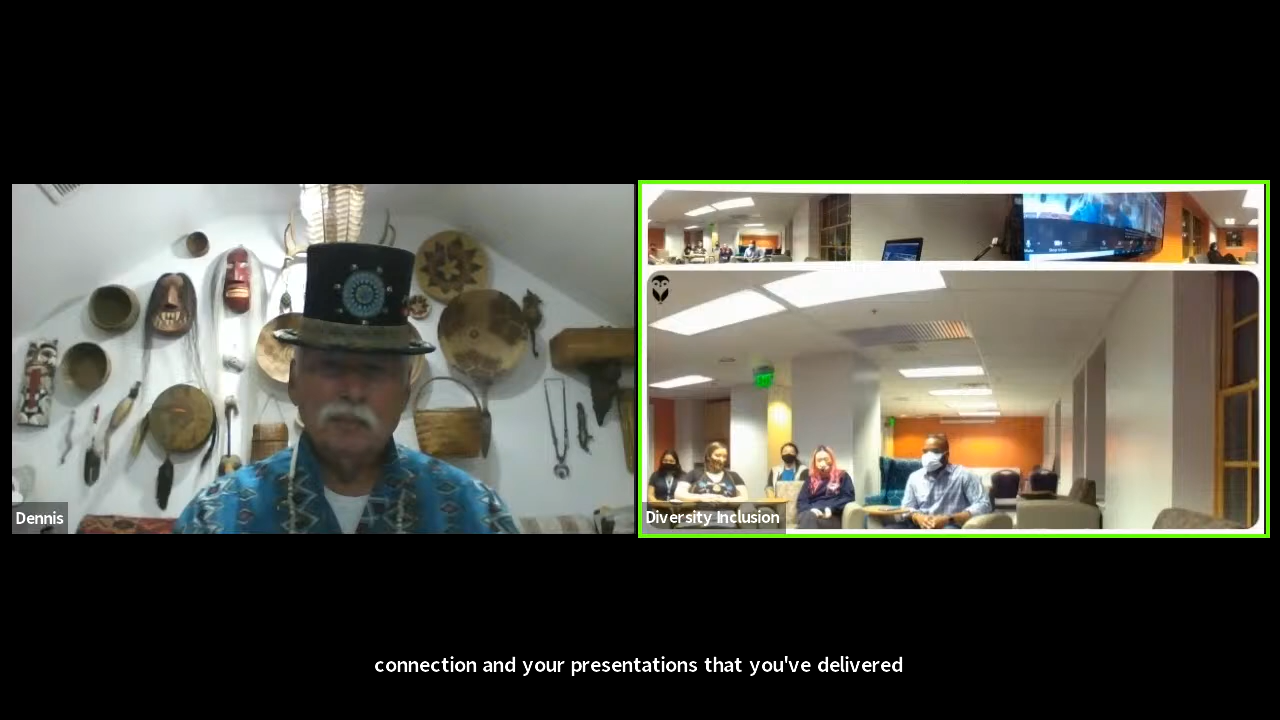 Dennis
Diversity Inclusion
connection and your presentations that you've delivered